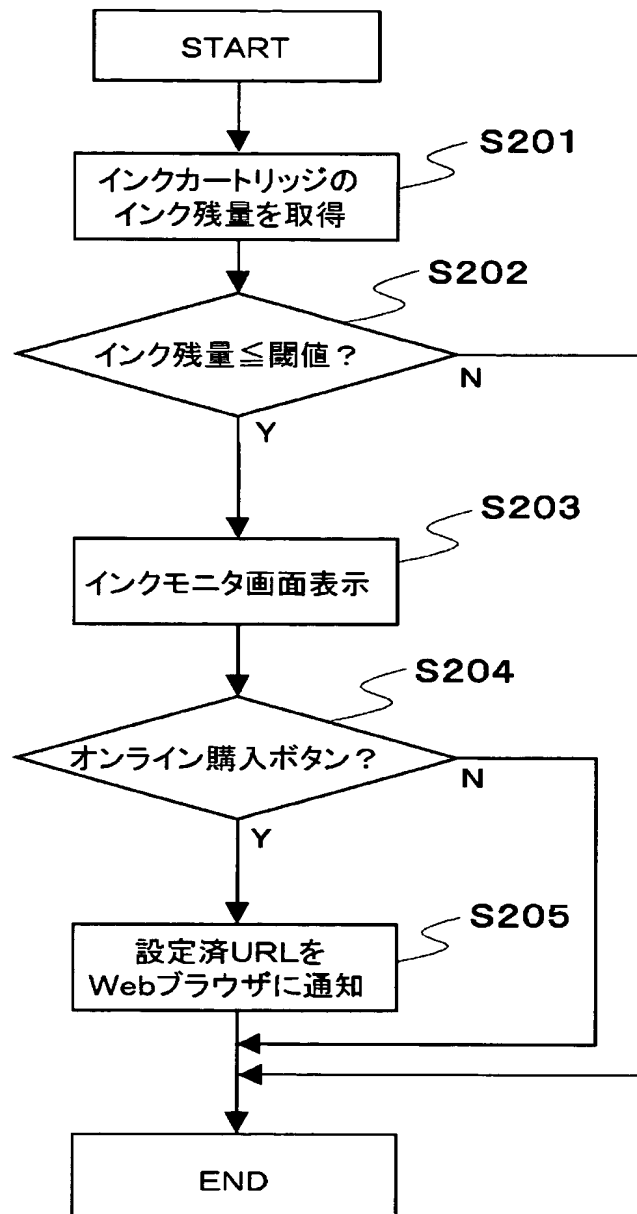 START
S201
インクカートリッジの
インク残量を取得
S202
インク残量≦閾値？
N
Y
S203
インクモニタ画面表示
S204
オンライン購入ボタン？
N
Y
S205
設定済URLを
Webブラウザに通知
END